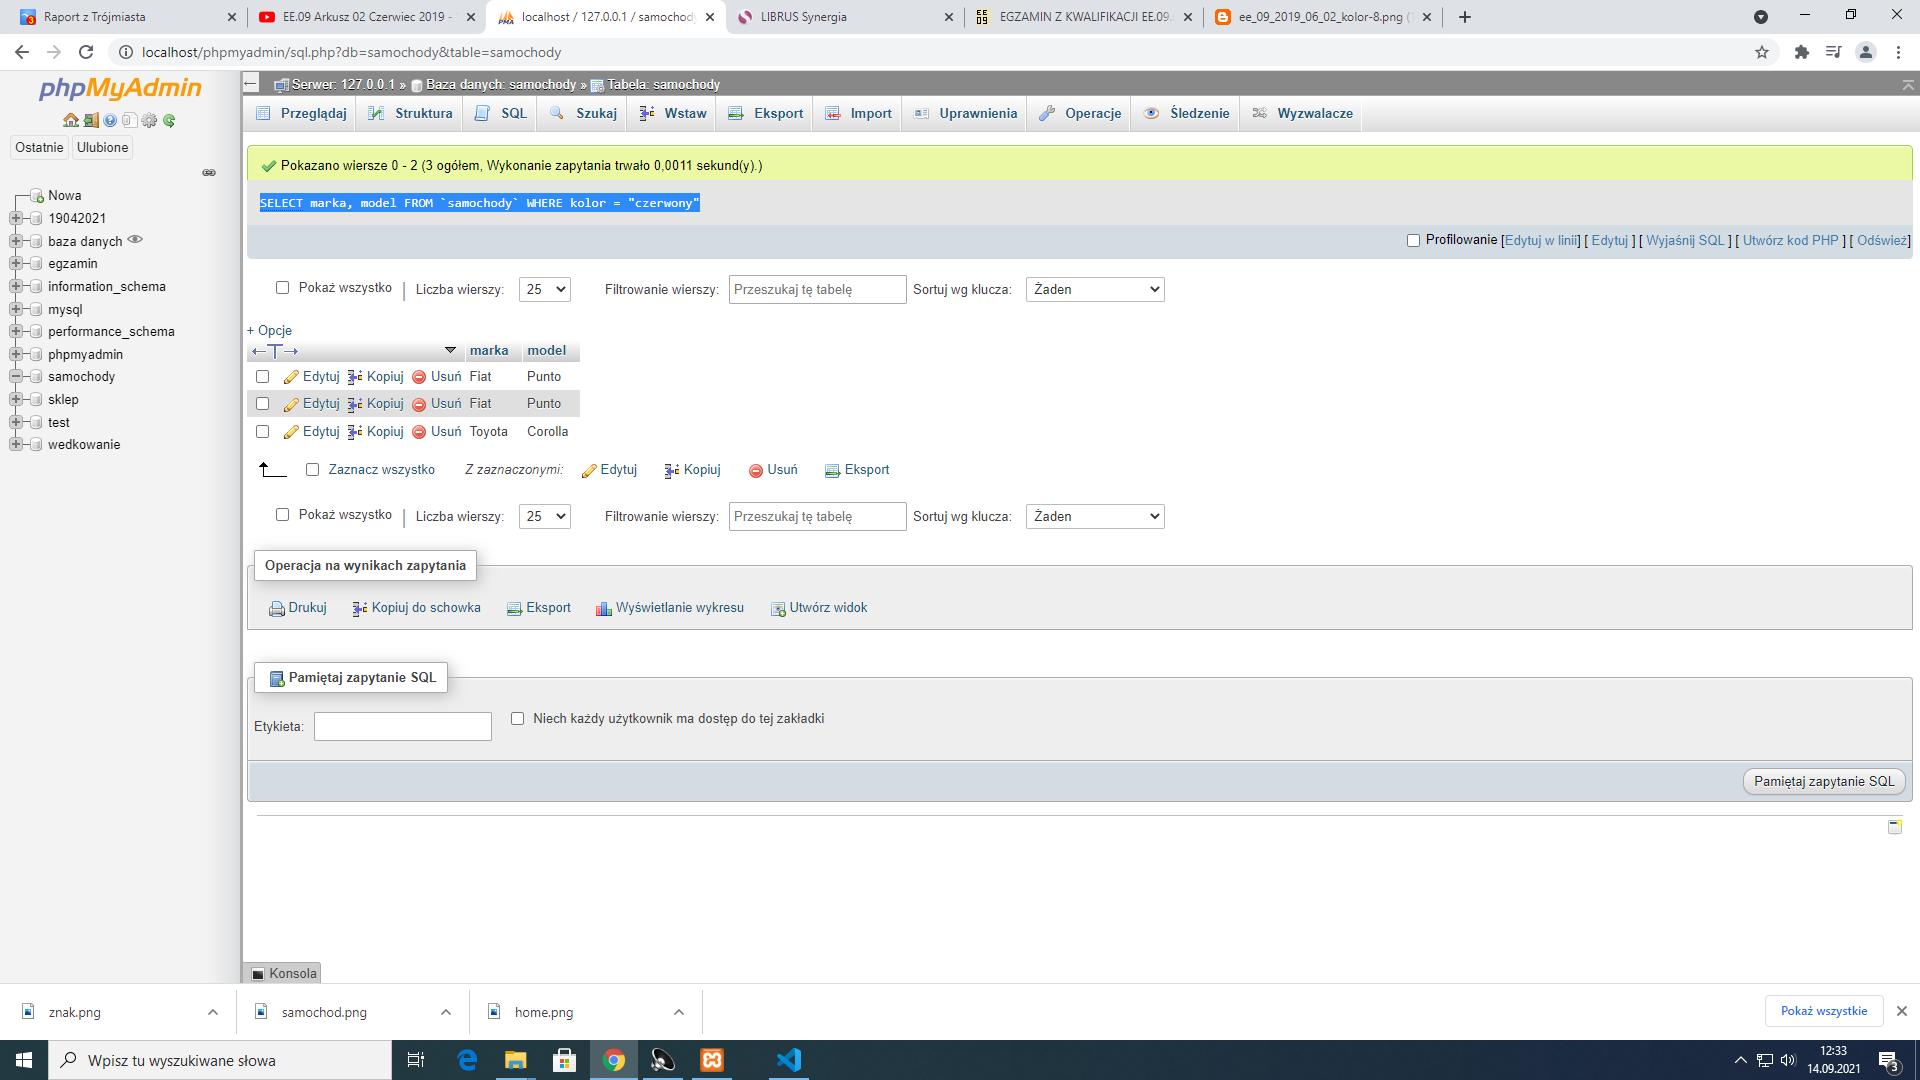 Raport z Trójmiasta
EE.09 Arkusz 02 Czerwiec 2019 -
localhost / 127.0.0.1 / samochody
LIBRUS Synergia
EGZAMIN Z KWALIFIKACJI EE.09
ee_09_2019_06_02_kolor-8.png
localhost/phpmyadmin/sql.php?db=samochody&table=samochody
phpMyAdmin
Ostatnie
Ulubione
Nowa
19042021
baza danych
egzamin
information_schema
mysql
performance_schema
phpmyadmin
samochody
sklep
test
wedkowanie
Serwer: 127.0.0.1 » Baza danych: samochody » Tabela: samochody
Przeglądaj Struktura SQL Szukaj Wstaw Eksport Import Uprawnienia Operacje Śledzenie Wyzwalacze
Pokazano wiersze 0 - 2 (3 ogółem, Wykonanie zapytania trwało 0,0011 sekund(y).)
SELECT marka, model FROM `samochody` WHERE kolor = "czerwony"
Profilowanie [Edytuj w linii] [ Edytuj ] [ Wyjaśnij SQL ] [ Utwórz kod PHP ] [ Odśwież]
Pokaż wszystko | Liczba wierszy: 25 Filtrowanie wierszy: Przeszukaj tę tabelę Sortuj wg klucza: Żaden
+ Opcje
marka model
Edytuj Kopiuj Usuń Fiat Punto
Edytuj Kopiuj Usuń Fiat Punto
Edytuj Kopiuj Usuń Toyota Corolla
Zaznacz wszystko Z zaznaczonymi: Edytuj Kopiuj Usuń Eksport
Pokaż wszystko | Liczba wierszy: 25 Filtrowanie wierszy: Przeszukaj tę tabelę Sortuj wg klucza: Żaden
Operacja na wynikach zapytania
Drukuj Kopiuj do schowka Eksport Wyświetlanie wykresu Utwórz widok
Pamiętaj zapytanie SQL
Etykieta: Niech każdy użytkownik ma dostęp do tej zakładki
Pamiętaj zapytanie SQL
Konsola
znak.png
samochod.png
home.png
Pokaż wszystkie
Wpisz tu wyszukiwane słowa
12:33
14.09.2021
3